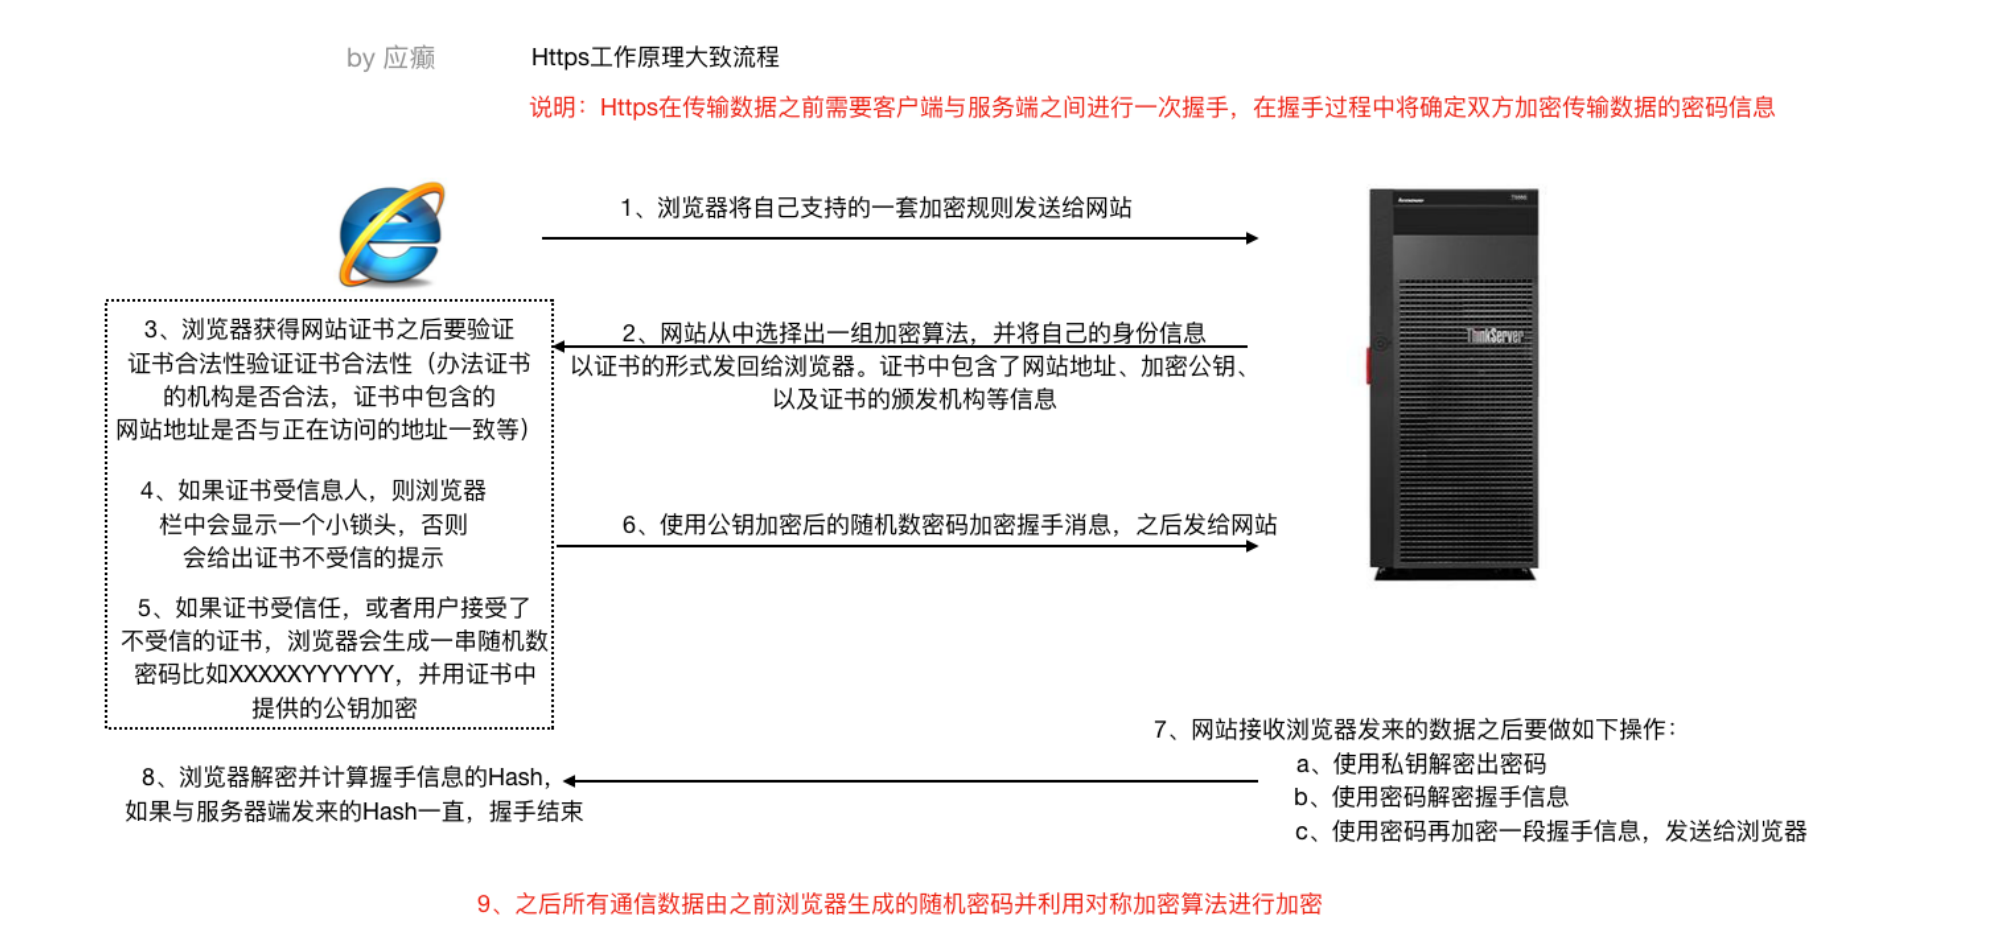 by 应癫
Https工作原理大致流程
说明：Https在传输数据之前需要客户端与服务端之间进行一次握手，在握手过程中将确定双方加密传输数据的密码信息
1、浏览器将自己支持的一套加密规则发送给网站
2、网站从中选择出一组加密算法，并将自己的身份信息
以证书的形式发回给浏览器。证书中包含了网站地址、加密公钥、
以及证书的颁发机构等信息
3、浏览器获得网站证书之后要验证
证书合法性验证证书合法性（办法证书
的机构是否合法，证书中包含的
网站地址是否与正在访问的地址一致等）
4、如果证书受信息人，则浏览器
栏中会显示一个小锁头，否则
会给出证书不受信的提示
5、如果证书受信任，或者用户接受了
不受信的证书，浏览器会生成一串随机数
密码比如XXXXXYYYYYY，并用证书中
提供的公钥加密
6、使用公钥加密后的随机数密码加密握手消息，之后发给网站
ThinkServer
7、网站接收浏览器发来的数据之后要做如下操作：
a、使用私钥解密出密码
b、使用密码解密握手信息
c、使用密码再加密一段握手信息，发送给浏览器
8、浏览器解密并计算握手信息的Hash，
如果与服务器端发来的Hash一直，握手结束
9、之后所有通信数据由之前浏览器生成的随机密码并利用对称加密算法进行加密